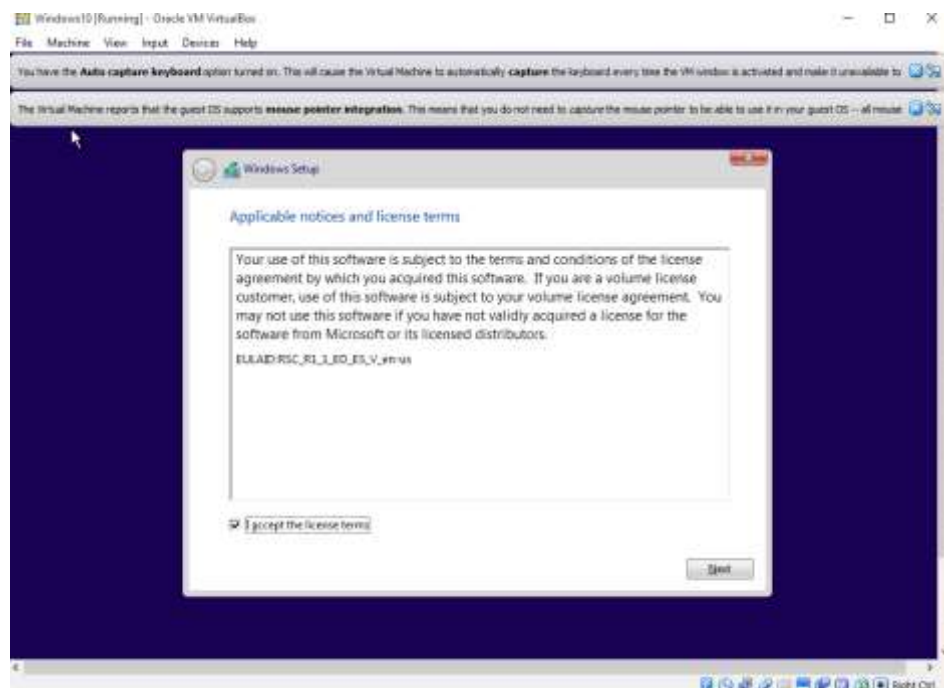 Windows10 [Running] - Oracle VM VirtualBox
File Machine View Input Devices Help
You have the Auto capture keyboard option turned on. This will cause the Virtual Machine to automatically capture the keyboard every time the VM window is activated and make it unavailable to
The Virtual Machine reports that the guest OS supports mouse pointer integration. This means that you do not need to capture the mouse pointer to be able to use it in your guest OS -- all mouse
Windows Setup
Applicable notices and license terms
Your use of this software is subject to the terms and conditions of the license
agreement by which you acquired this software. If you are a volume license
customer, use of this software is subject to your volume license agreement. You
may not use this software if you have not validly acquired a license for the
software from Microsoft or its licensed distributors.
I accept the license terms
Next
Right Ctrl